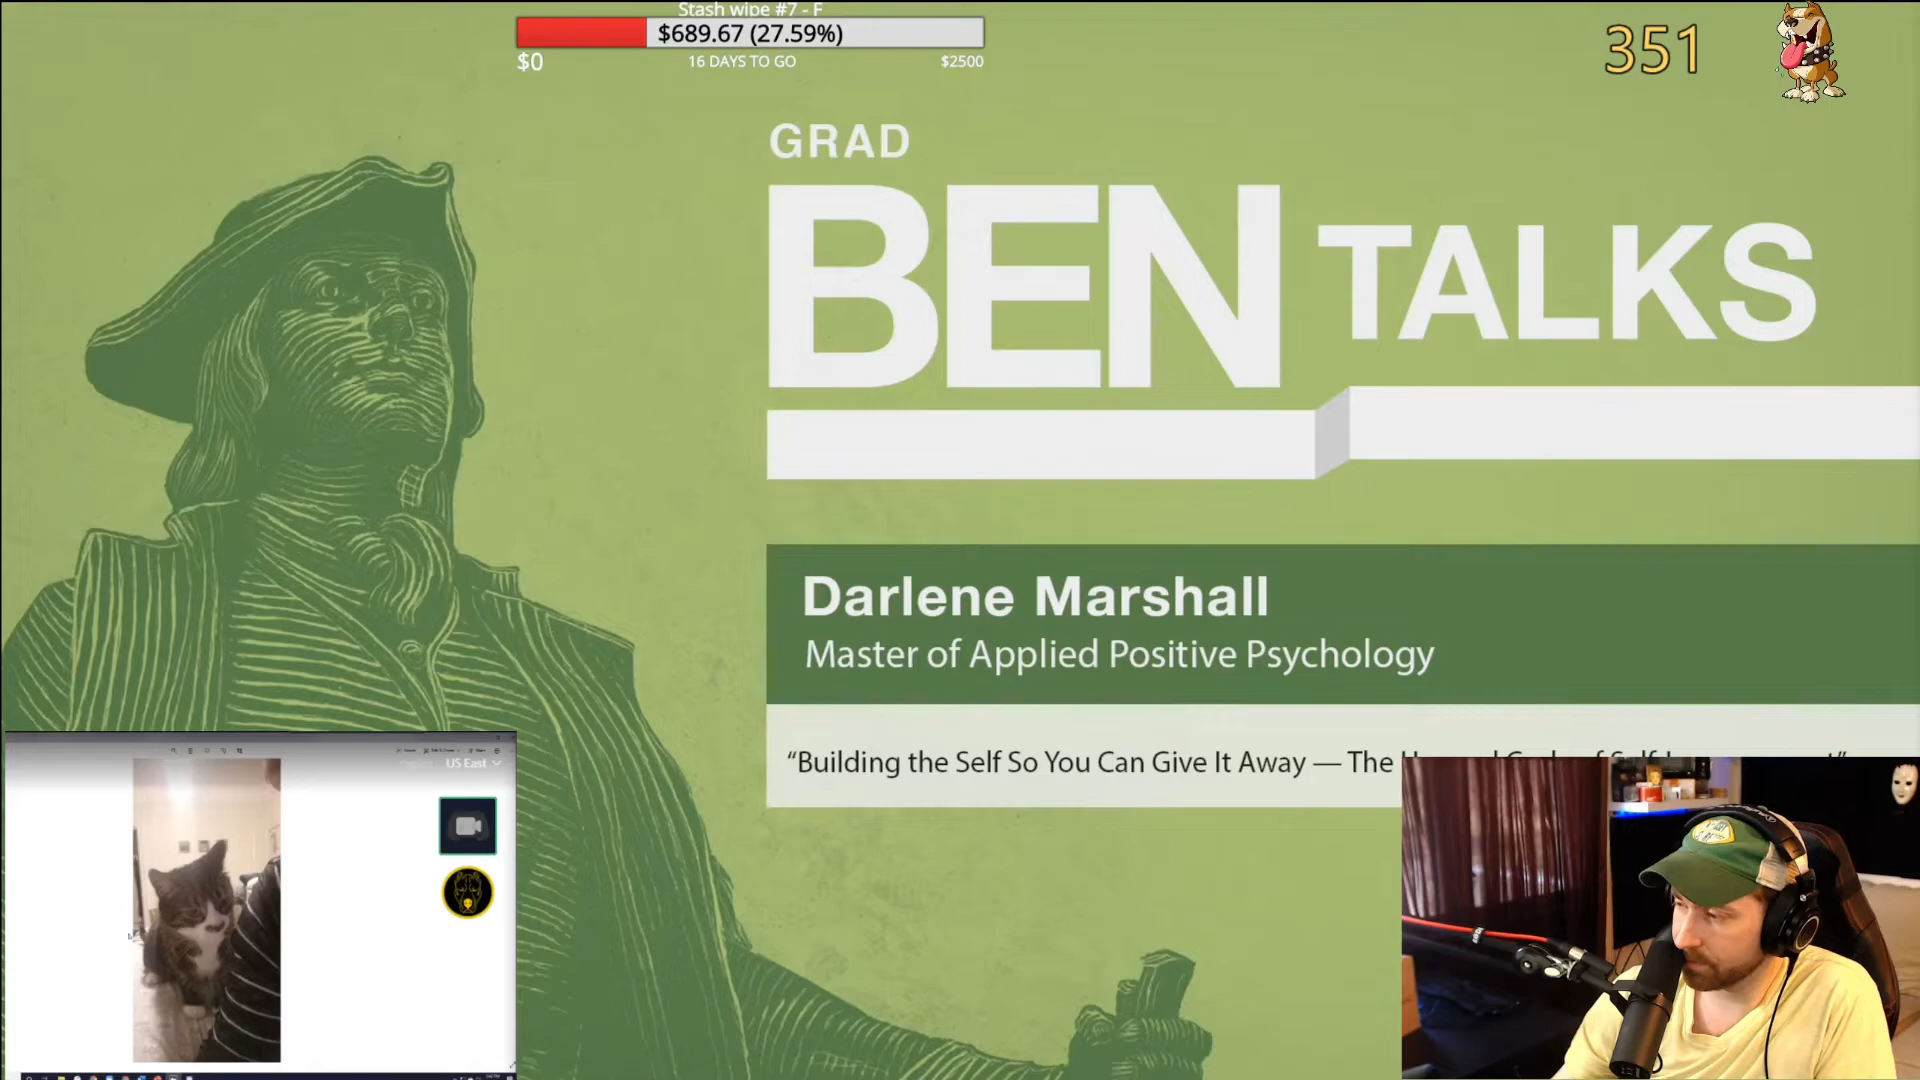 Stash wipe #7 - F
$689.67 (27.59%)
$0
16 DAYS TO GO
$2500
351
GRAD
BEN TALKS
Darlene Marshall
Master of Applied Positive Psychology
“Building the Self So You Can Give It Away — The
US East